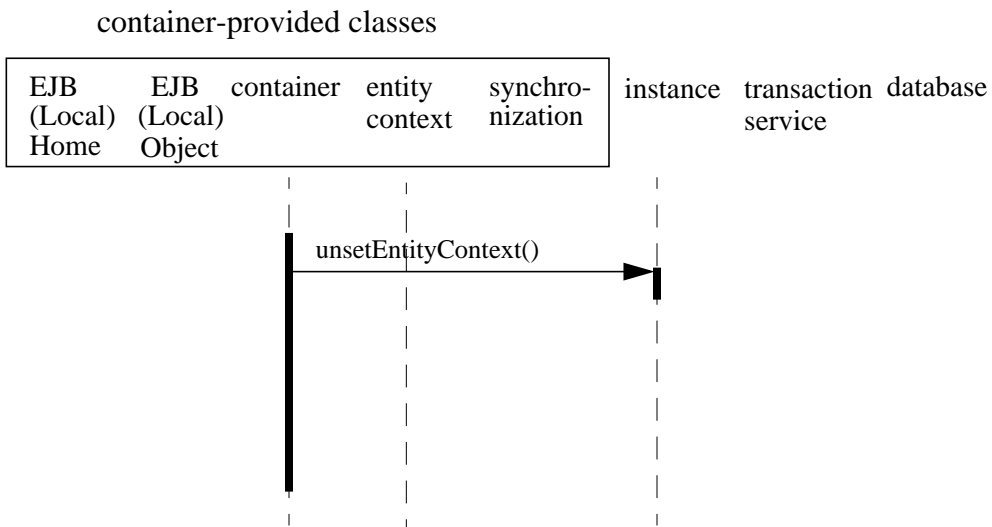 container-provided classes
EJB
(Local)
Home
EJB
(Local)
Object
container
entity
context
synchro-
nization
instance
transaction
service
database
unsetEntityContext()